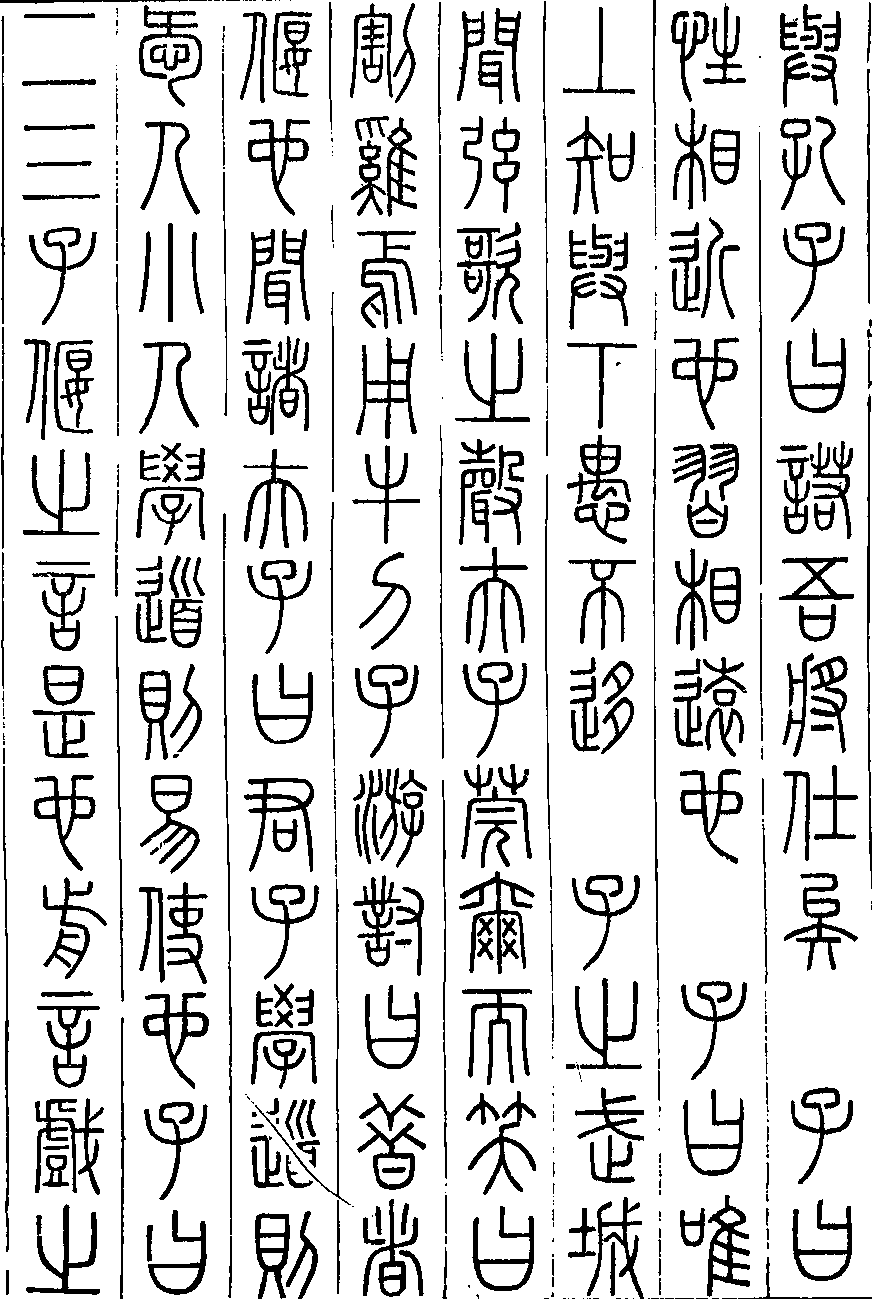 與孔子曰諾吾將仕矣　子曰
性相近也習相遠也　子曰唯
上知與下愚不移　子之武城
聞弦歌之聲夫子莞爾而笑曰
割雞焉用牛刀子游對曰昔者
偃也聞諸夫子曰君子學道則
愛人小人學道則易使也子曰
二三子偃之言是也前言戲之